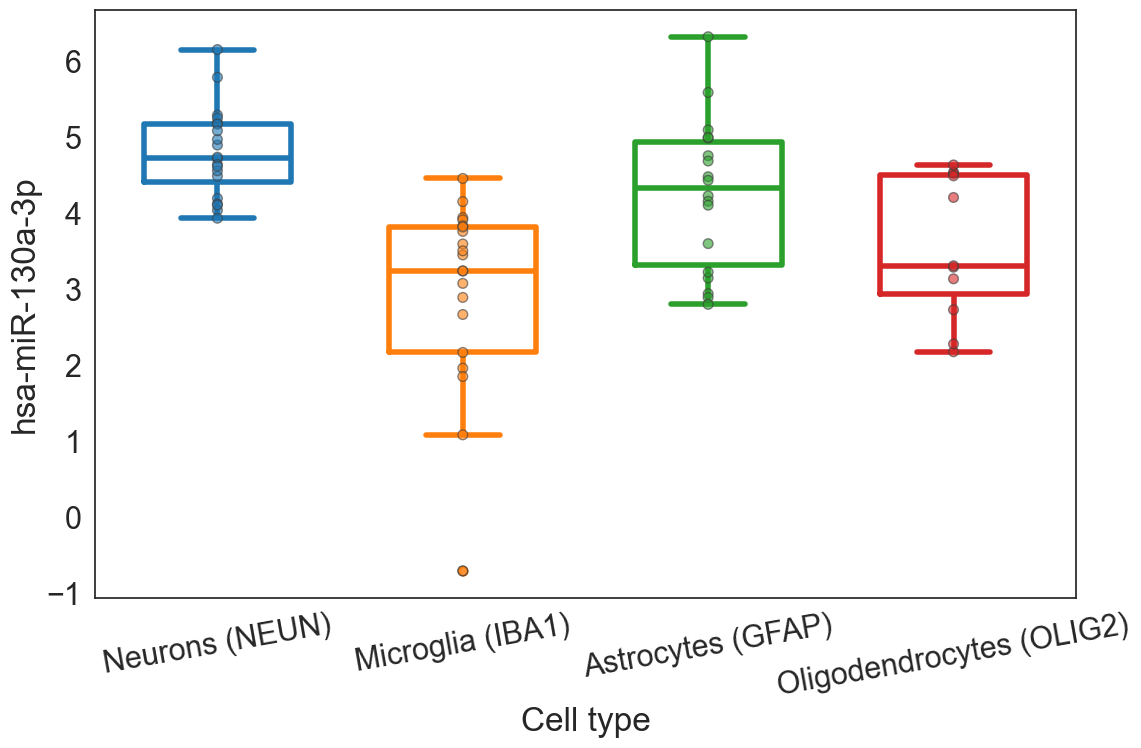 hsa-miR-130a-3p
6
5
4
3
2
1
0
−1
Neurons (NEUN)
Microglia (IBA1)
Astrocytes (GFAP)
Oligodendrocytes (OLIG2)
Cell type